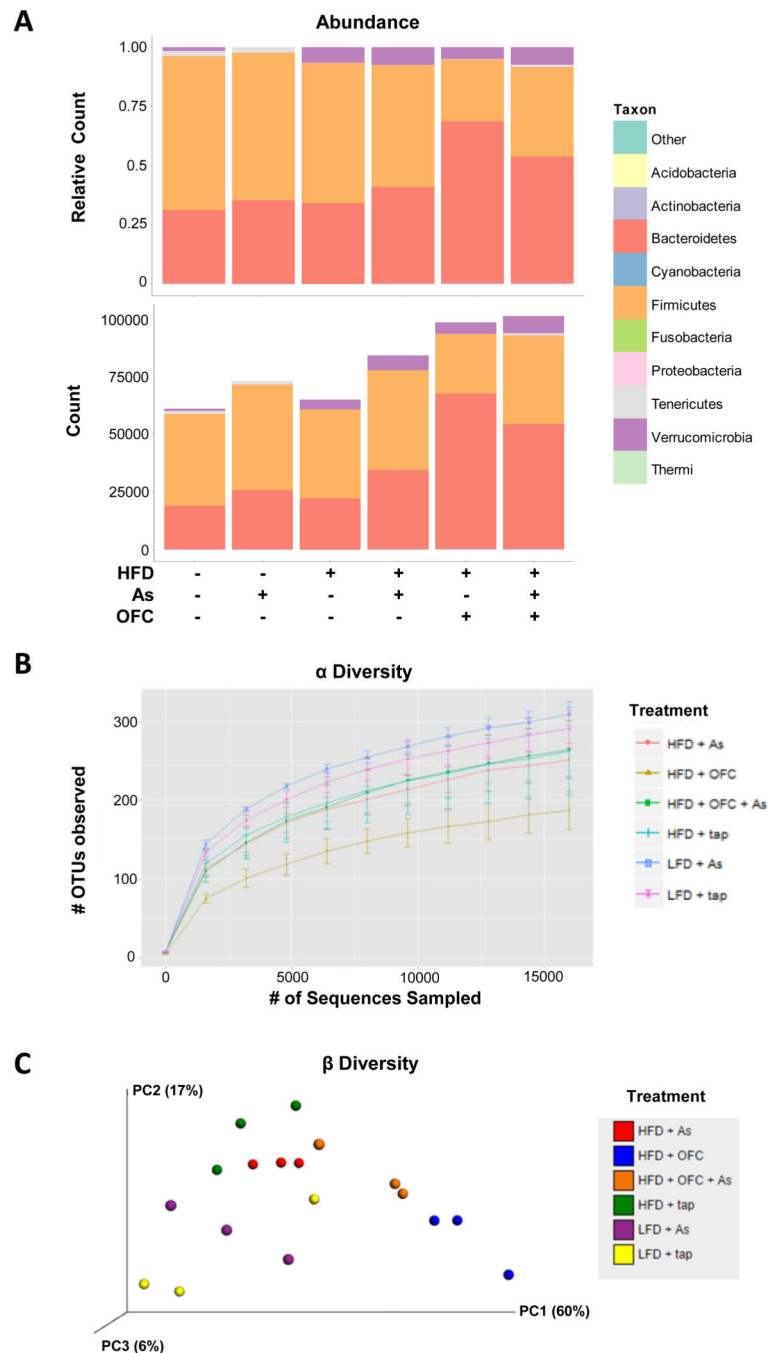 A
Abundance
1.00
0.75
0.5
0.25
0
Relative Count
Taxon
Other
Acidobacteria
Actinobacteria
Bacteroidetes
Cyanobacteria
Firmicutes
Fusobacteria
Proteobacteria
Tenericutes
Verrucomicrobia
Thermi
100000
75000
50000
25000
0
Count
HFD - - + + + +
As - + - + - +
OFC - - - - + +
B
α Diversity
300
200
100
0
# OTUs observed
0 5000 10000 15000
# of Sequences Sampled
Treatment
HFD + As
HFD + OFC
HFD + OFC + As
HFD + tap
LFD + As
LFD + tap
C
β Diversity
PC2 (17%)
PC1 (60%)
PC3 (6%)
Treatment
HFD + As
HFD + OFC
HFD + OFC + As
HFD + tap
LFD + As
LFD + tap